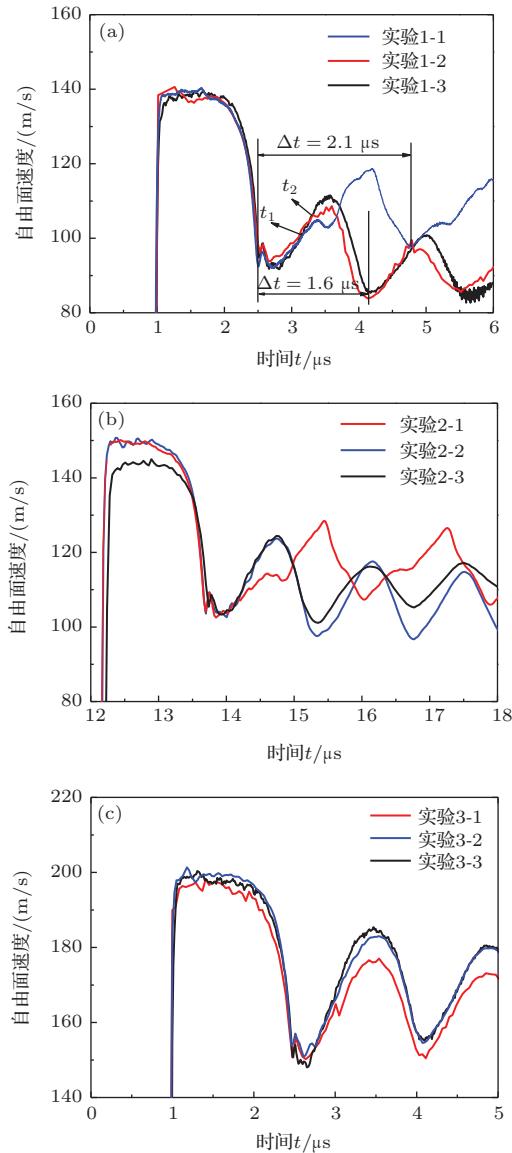 (a)
实验1-1
实验1-2
实验1-3
160
140
120
100
80
自由面速度/(m/s)
Δt = 2.1 μs
t1
t2
Δt = 1.6 μs
0 1 2 3 4 5 6
时间t/μs
(b)
实验2-1
实验2-2
实验2-3
160
140
120
100
80
自由面速度/(m/s)
12 13 14 15 16 17 18
时间t/μs
(c)
实验3-1
实验3-2
实验3-3
220
200
180
160
140
自由面速度/(m/s)
0 1 2 3 4 5
时间t/μs